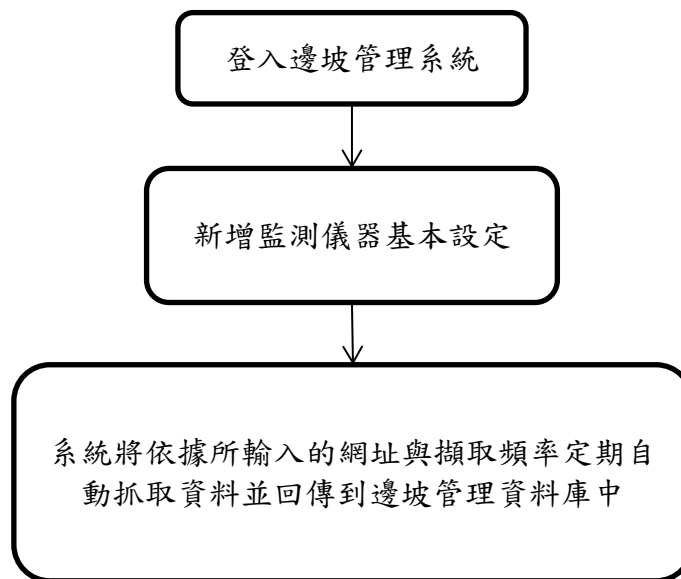 登入邊坡管理系統
新增監測儀器基本設定
系統將依據所輸入的網址與擷取頻率定期自
動抓取資料並回傳到邊坡管理資料庫中